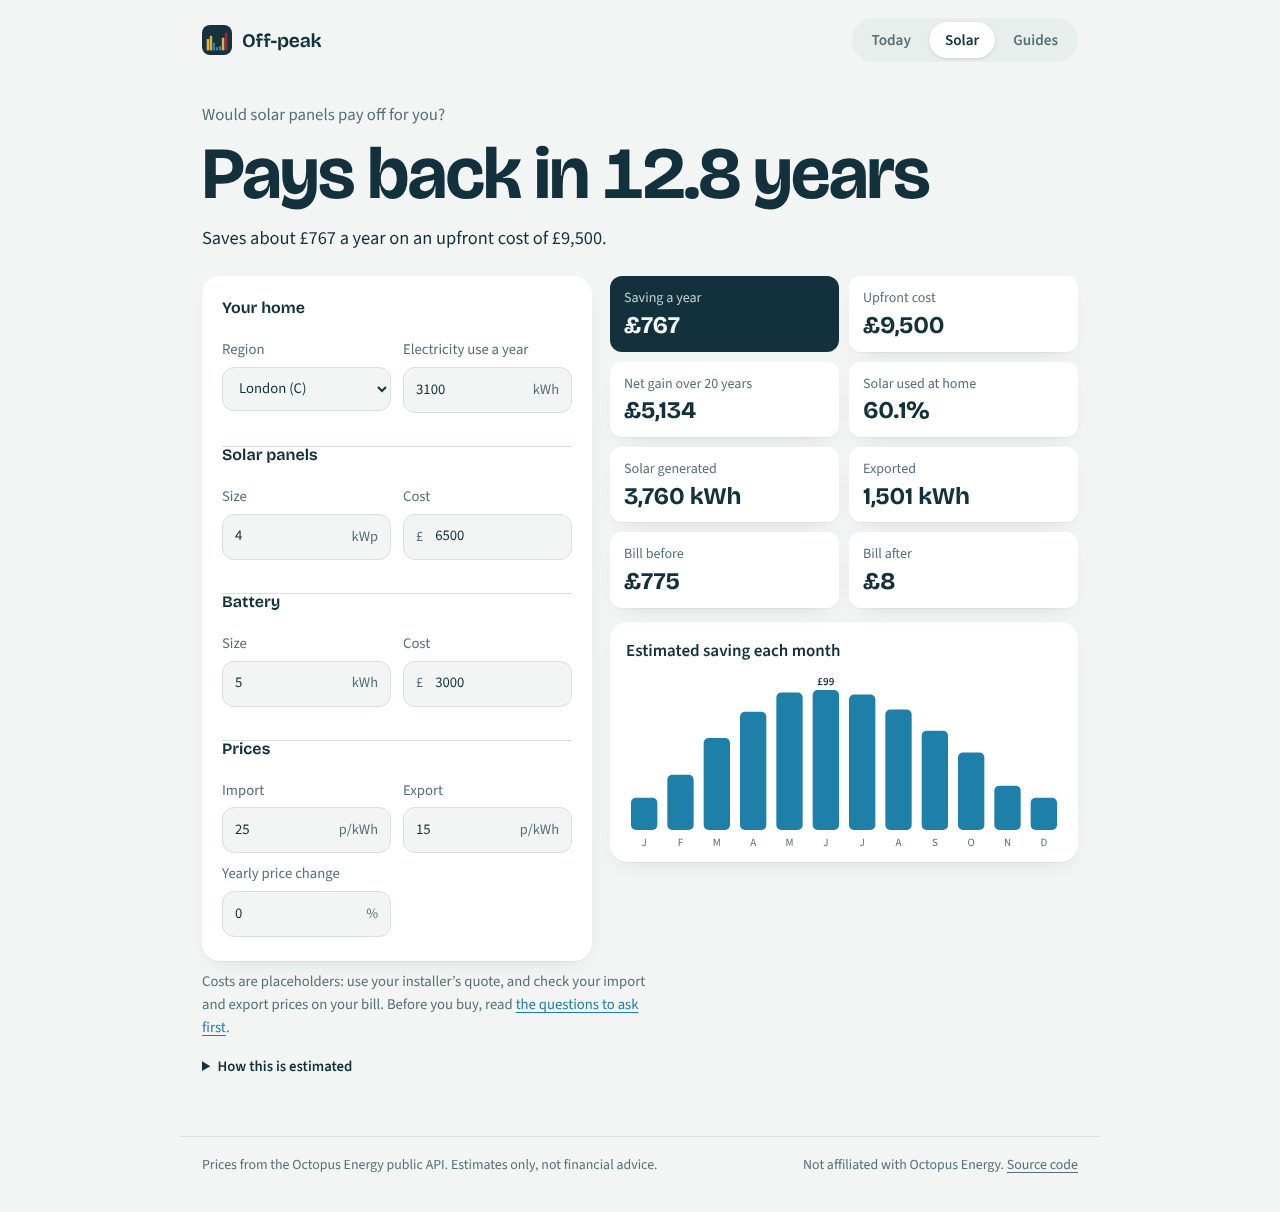 Off-peak
Today
Solar
Guides
Would solar panels pay off for you?
Pays back in 12.8 years
Saves about £767 a year on an upfront cost of £9,500.
Your home
Region
Electricity use a year
London (C)
3100
kWh
Solar panels
Size
Cost
4
kWp
£
6500
Battery
Size
Cost
5
kWh
£
3000
Prices
Import
Export
25
p/kWh
15
p/kWh
Yearly price change
0
%
Saving a year
£767
Upfront cost
£9,500
Net gain over 20 years
£5,134
Solar used at home
60.1%
Solar generated
3,760 kWh
Exported
1,501 kWh
Bill before
£775
Bill after
£8
Estimated saving each month
£99
J F M A M J J A S O N D
Costs are placeholders: use your installer’s quote, and check your import
and export prices on your bill. Before you buy, read the questions to ask
first.
How this is estimated
Prices from the Octopus Energy public API. Estimates only, not financial advice.
Not affiliated with Octopus Energy. Source code